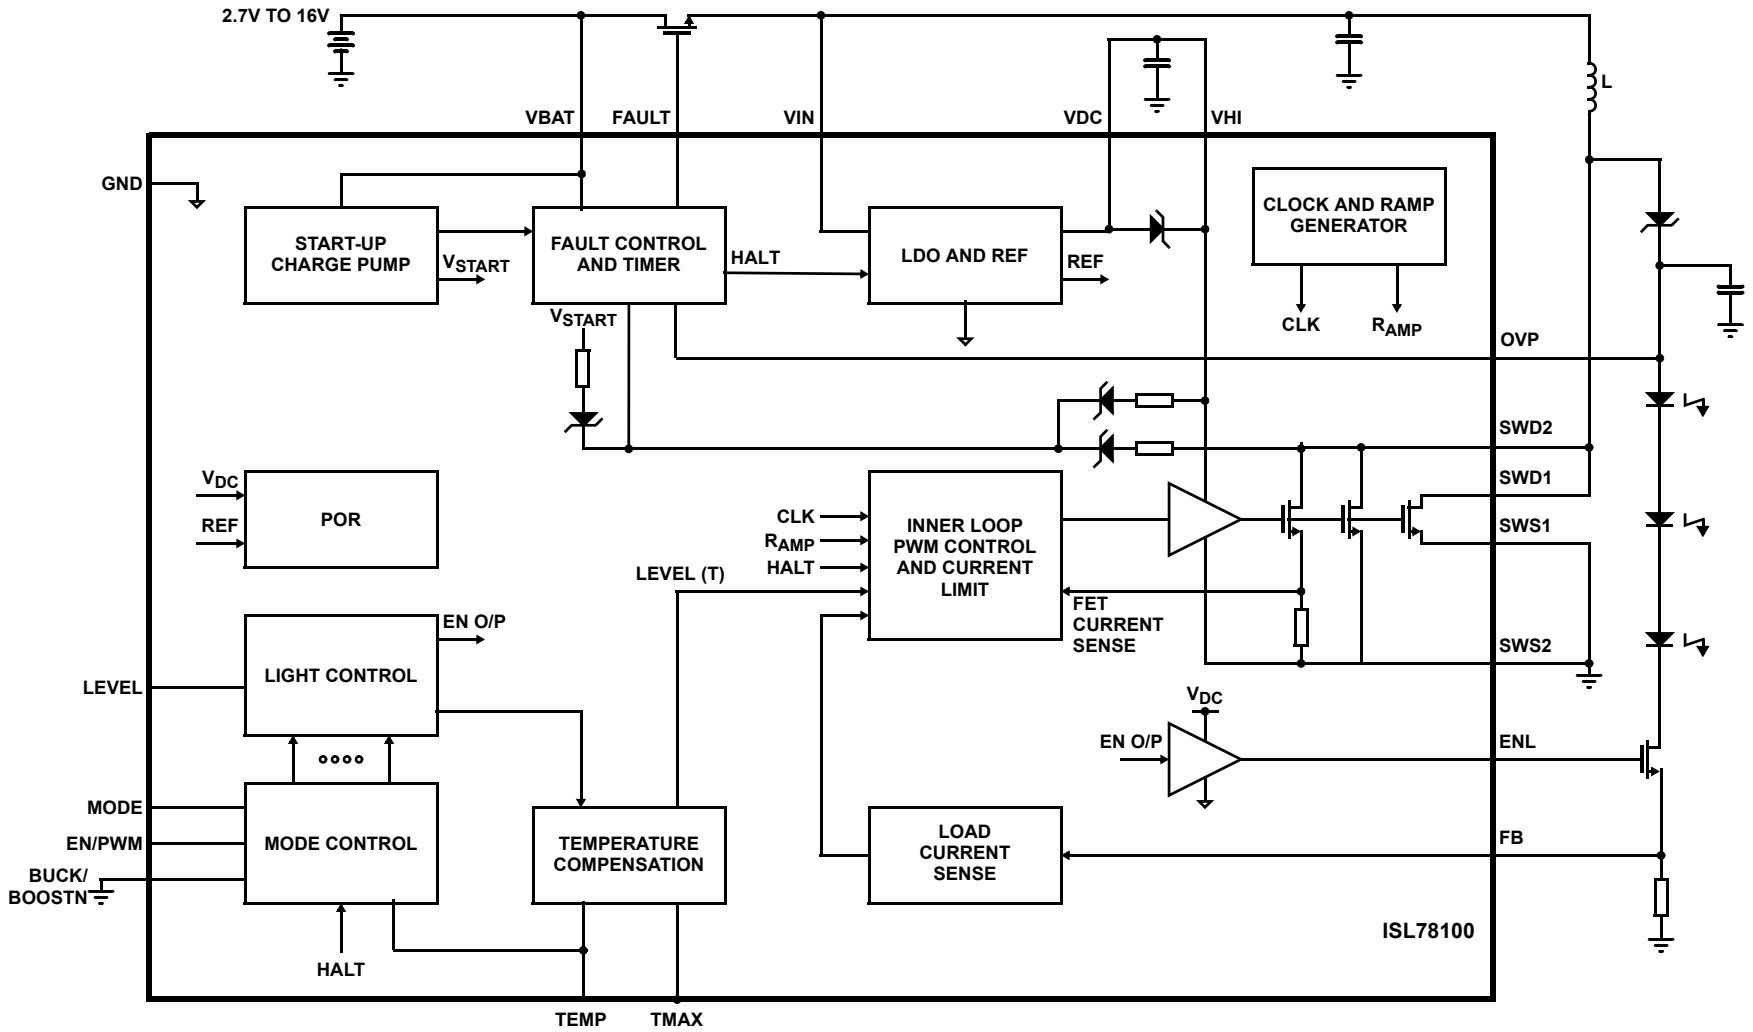 2.7V TO 16V
L
VBAT
FAULT
VIN
VDC
VHI
GND
START-UP
CHARGE PUMP
VSTART
FAULT CONTROL
AND TIMER
HALT
LDO AND REF
REF
CLOCK AND RAMP
GENERATOR
CLK
RAMP
VSTART
OVP
SWD2
SWD1
SWS1
SWS2
VDC
REF
POR
CLK
RAMP
HALT
LEVEL (T)
INNER LOOP
PWM CONTROL
AND CURRENT
LIMIT
FET
CURRENT
SENSE
EN O/P
LIGHT CONTROL
LEVEL
VDC
EN O/P
ENL
MODE
EN/PWM
BUCK/
BOOSTN
MODE CONTROL
HALT
TEMPERATURE
COMPENSATION
LOAD
CURRENT
SENSE
FB
ISL78100
TEMP
TMAX